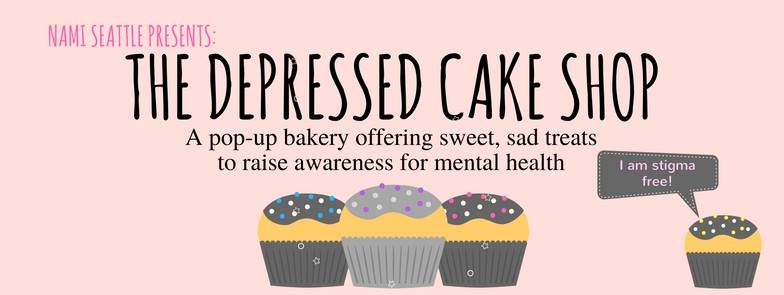 NAMI SEATTLE PRESENTS:
THE DEPRESSED CAKE SHOP
A pop-up bakery offering sweet, sad treats
to raise awareness for mental health
I am stigma
free!